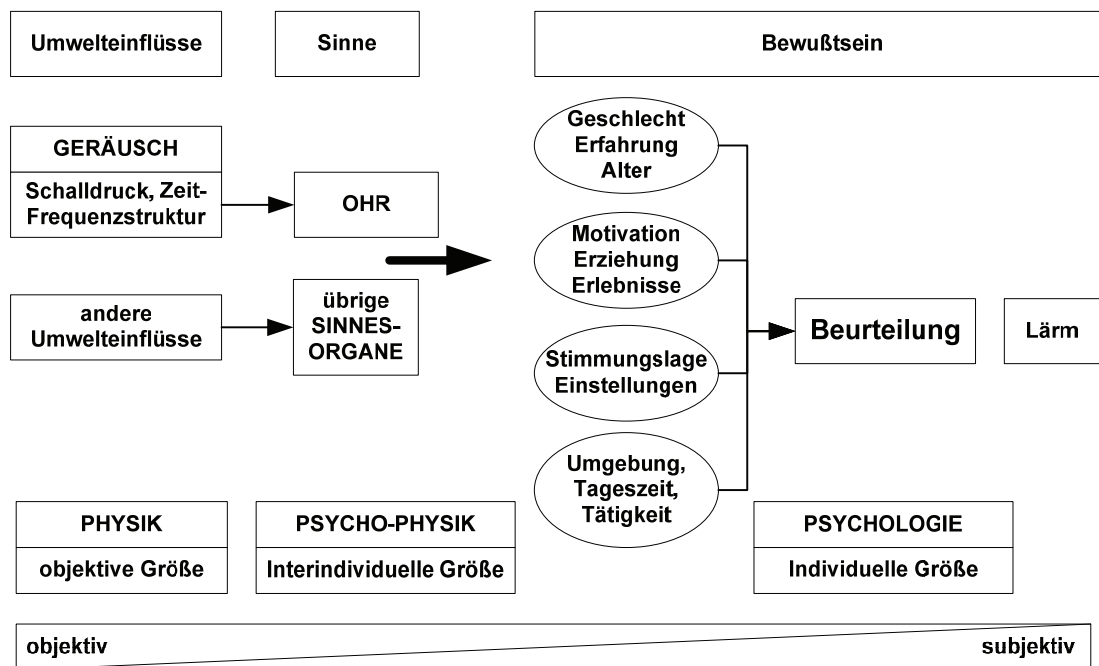 Umwelteinflüsse
Sinne
Bewußtsein
GERÄUSCH
Schalldruck, Zeit-
Frequenzstruktur
OHR
andere
Umwelteinflüsse
übrige
SINNES-
ORGANE
Geschlecht
Erfahrung
Alter
Motivation
Erziehung
Erlebnisse
Stimmungslage
Einstellungen
Umgebung,
Tageszeit,
Tätigkeit
Beurteilung
Lärm
PHYSIK
objektive Größe
PSYCHO-PHYSIK
Interindividuelle Größe
PSYCHOLOGIE
Individuelle Größe
objektiv
subjektiv